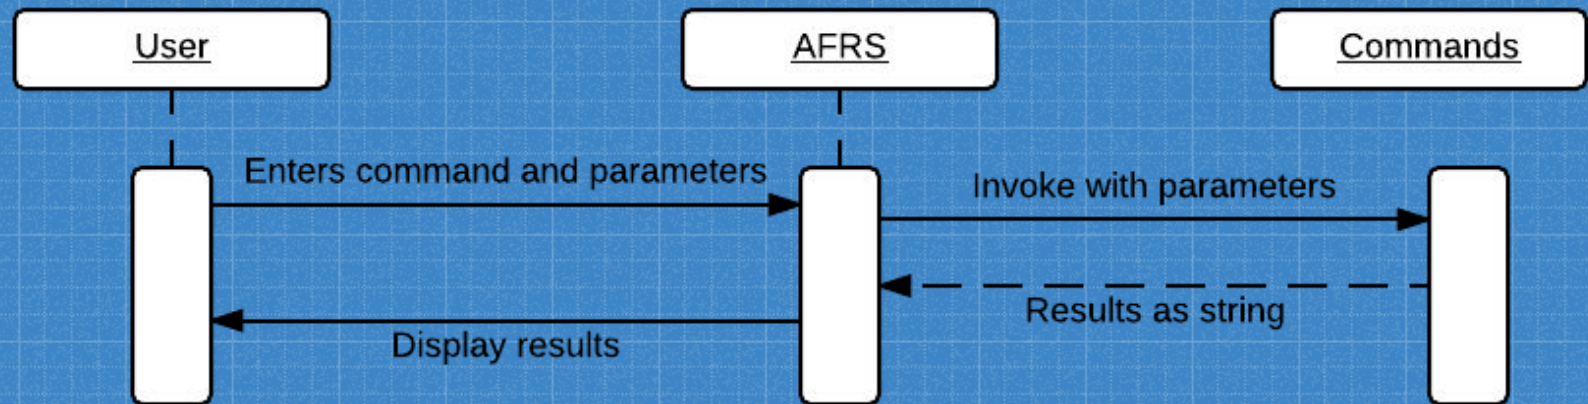 User
AFRS
Commands
Enters command and parameters
Invoke with parameters
Results as string
Display results